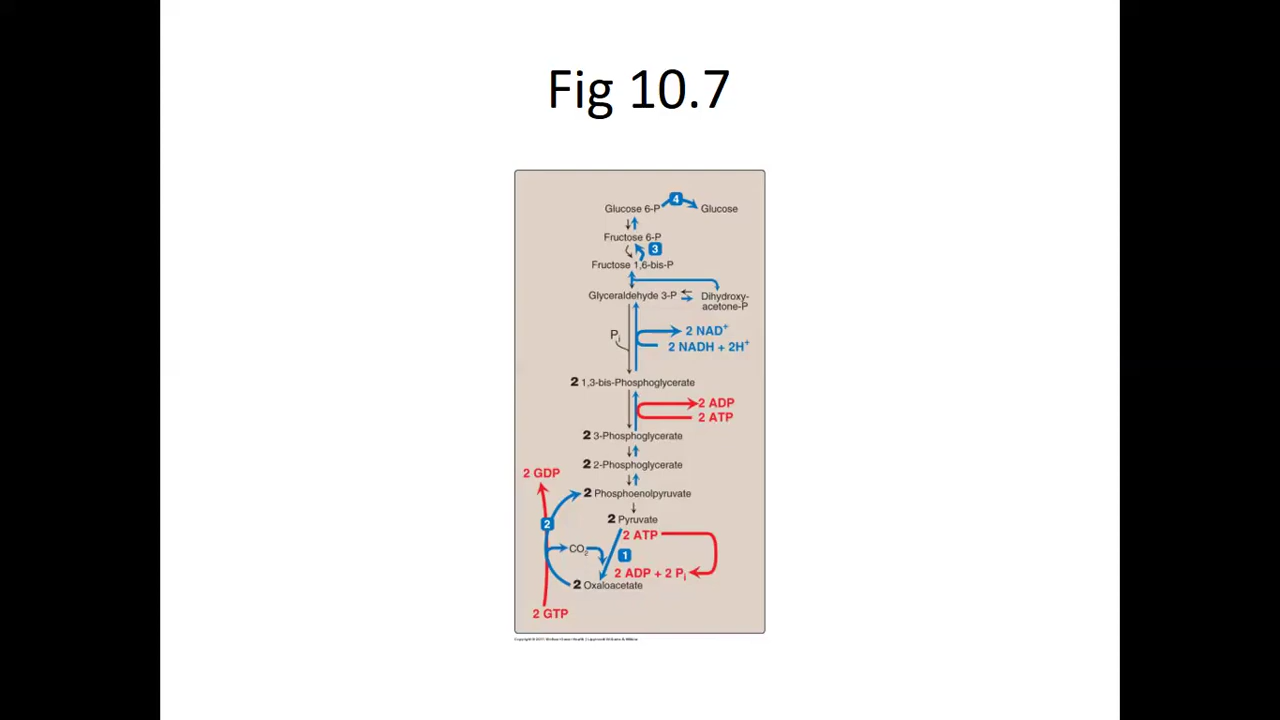 Fig 10.7
4
Glucose 6-P Glucose
Fructose 6-P
3
Fructose 1,6-bis-P
Glyceraldehyde 3-P Dihydroxy-
acetone-P
Pi
2 NAD+
2 NADH + 2H+
2 1,3-bis-Phosphoglycerate
2 ADP
2 ATP
2 3-Phosphoglycerate
2 2-Phosphoglycerate
2 GDP
2 Phosphoenolpyruvate
2
2 Pyruvate
2 ATP
CO2
1
2 ADP + 2 Pi
2 Oxaloacetate
2 GTP